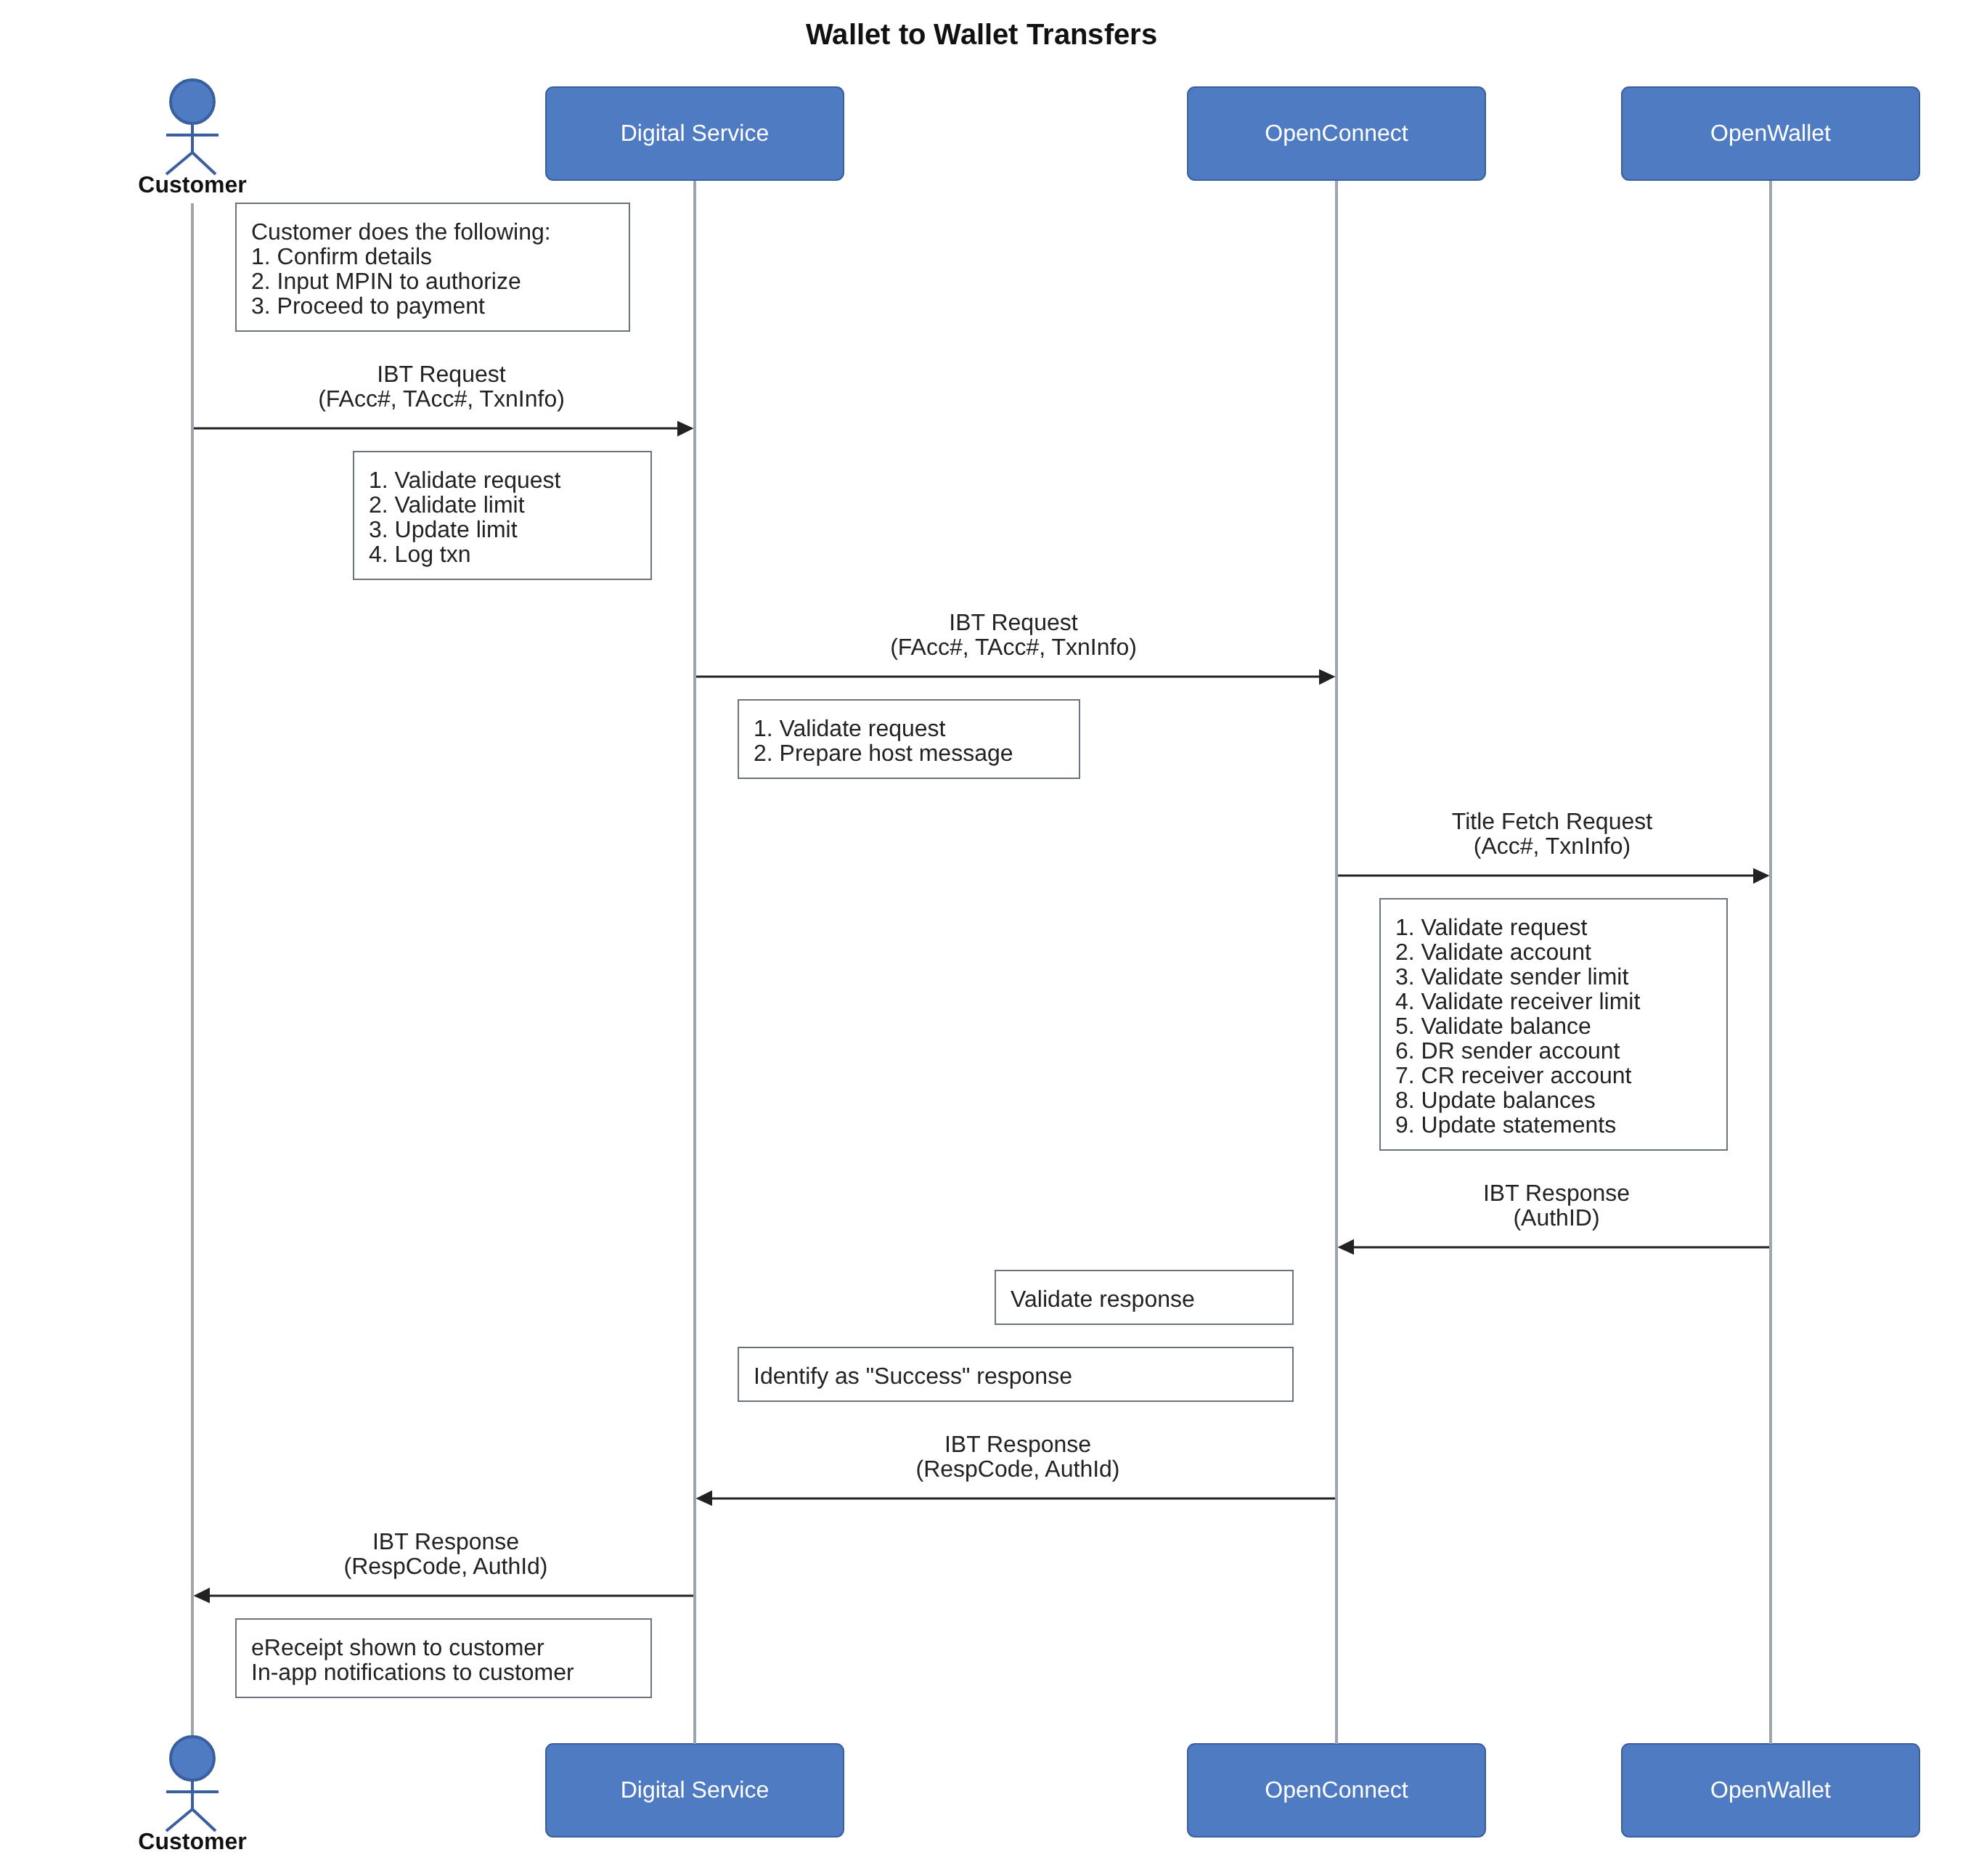 Wallet to Wallet Transfers
Customer
Digital Service
OpenConnect
OpenWallet
Customer does the following:
1. Confirm details
2. Input MPIN to authorize
3. Proceed to payment
IBT Request
(FAcc#, TAcc#, TxnInfo)
1. Validate request
2. Validate limit
3. Update limit
4. Log txn
IBT Request
(FAcc#, TAcc#, TxnInfo)
1. Validate request
2. Prepare host message
Title Fetch Request
(Acc#, TxnInfo)
1. Validate request
2. Validate account
3. Validate sender limit
4. Validate receiver limit
5. Validate balance
6. DR sender account
7. CR receiver account
8. Update balances
9. Update statements
IBT Response
(AuthID)
Validate response
Identify as "Success" response
IBT Response
(RespCode, AuthId)
IBT Response
(RespCode, AuthId)
eReceipt shown to customer
In-app notifications to customer
Customer
Digital Service
OpenConnect
OpenWallet